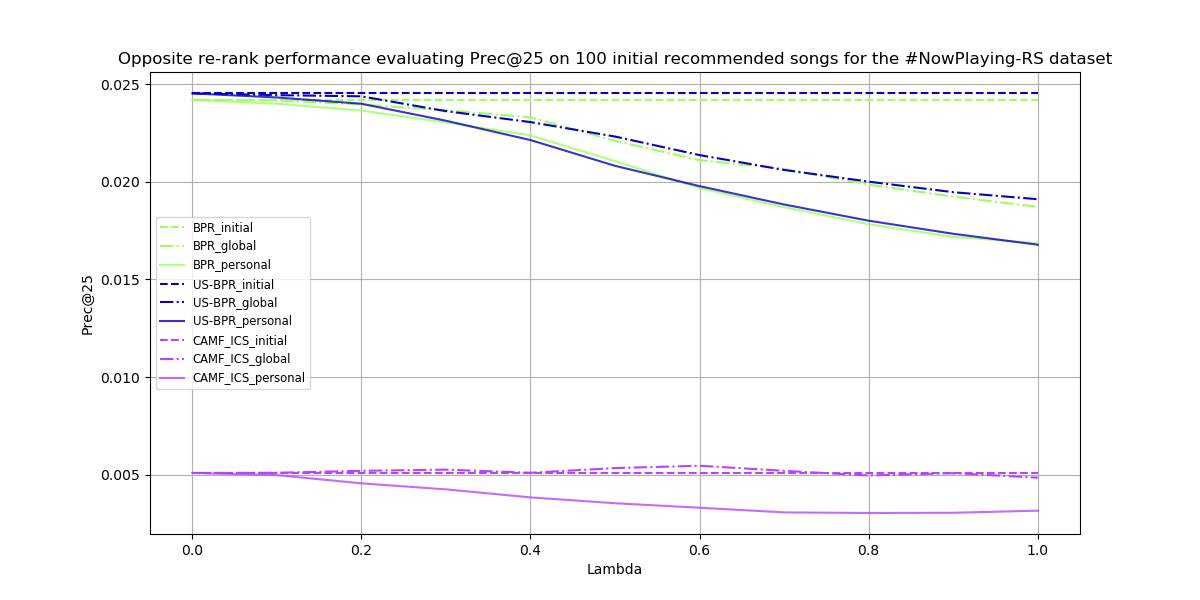 Opposite re-rank performance evaluating Prec@25 on 100 initial recommended songs for the #NowPlaying-RS dataset
0.025
0.020
0.015
0.010
0.005
Prec@25
BPR_initial
BPR_global
BPR_personal
US-BPR_initial
US-BPR_global
US-BPR_personal
CAMF_ICS_initial
CAMF_ICS_global
CAMF_ICS_personal
0.0 0.2 0.4 0.6 0.8 1.0
Lambda